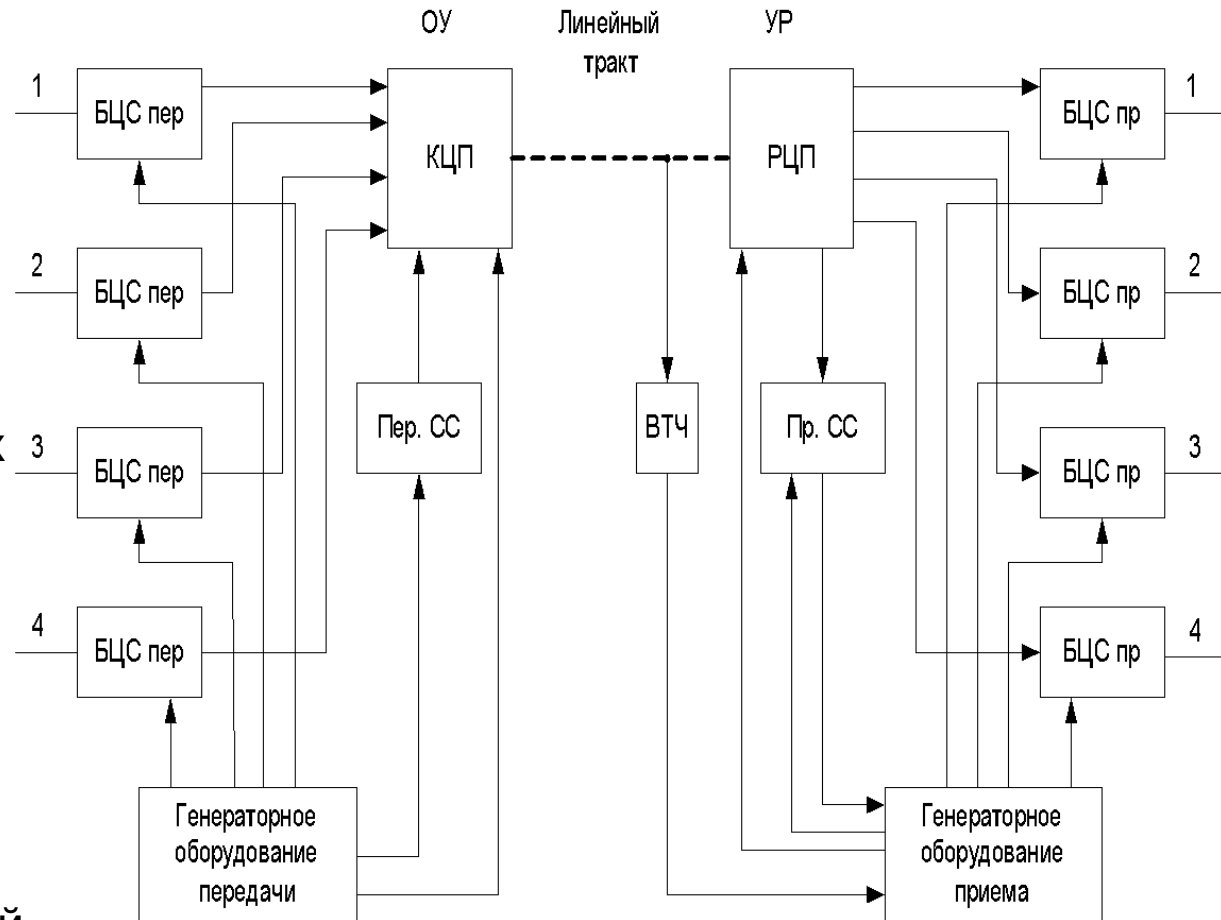 ОУ
Линейный
тракт
УР
1
БЦС пер
КЦП
РЦП
БЦС пр
1
2
БЦС пер
БЦС пр
2
Пер. СС
ВТЧ
Пр. СС
3
БЦС пер
БЦС пр
3
4
БЦС пер
БЦС пр
4
Генераторное
оборудование
передачи
Генераторное
оборудование
приема